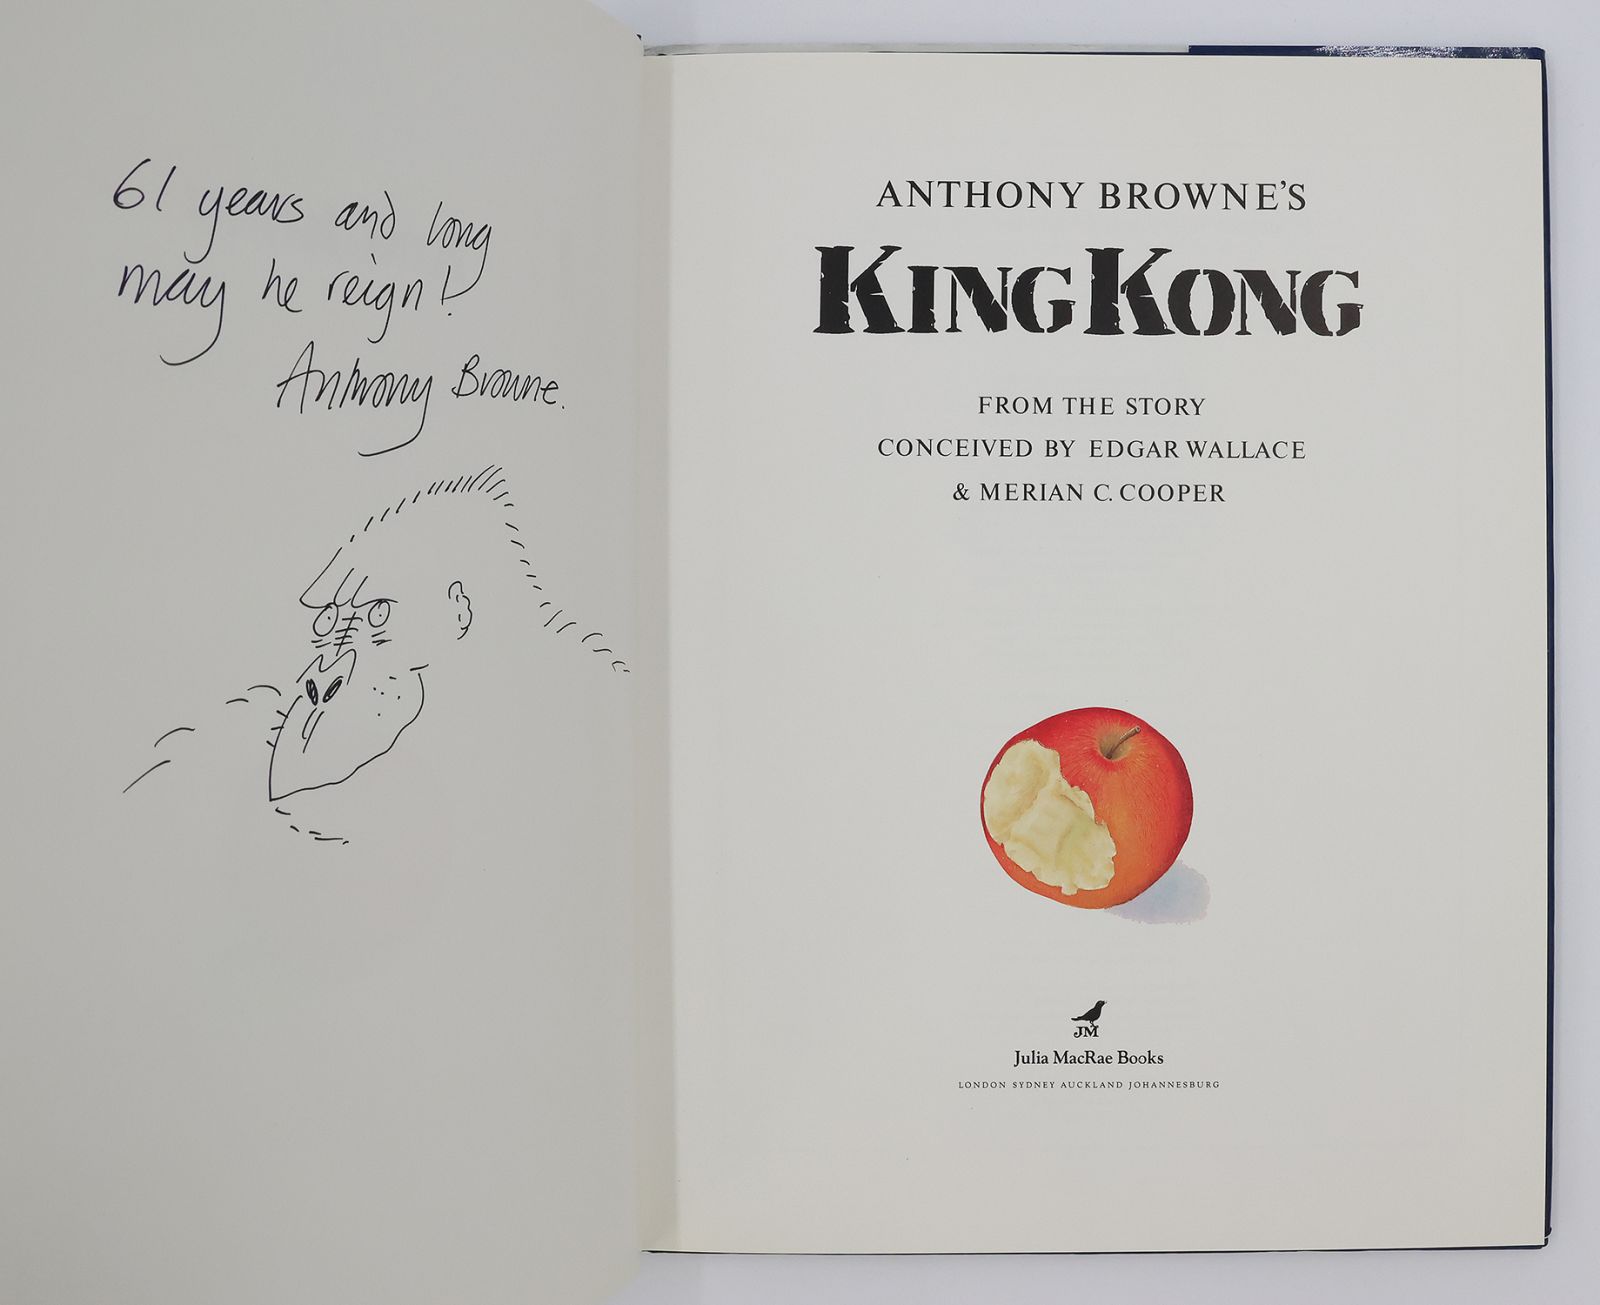 61 years and long
may he reign!
Anthony Browne.
ANTHONY BROWNE'S
KING KONG
FROM THE STORY
CONCEIVED BY EDGAR WALLACE
& MERIAN C. COOPER
JM
Julia MacRae Books
LONDON SYDNEY AUCKLAND JOHANNESBURG